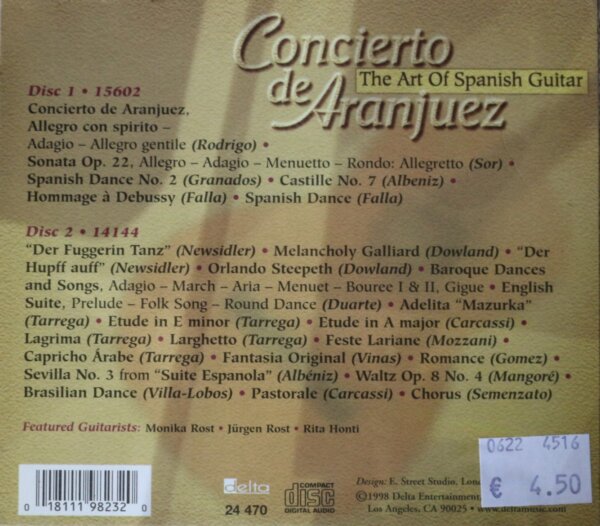 Concierto
de Aranjuez
The Art Of Spanish Guitar
Disc 1 • 15602
Concierto de Aranjuez,
Allegro con spirito –
Adagio – Allegro gentile (Rodrigo) •
Sonata Op. 22, Allegro – Adagio – Menuetto – Rondo: Allegretto (Sor) •
Spanish Dance No. 2 (Granados) • Castille No. 7 (Albeniz) •
Hommage à Debussy (Falla) • Spanish Dance (Falla)
Disc 2 • 14144
"Der Fuggerin Tanz" (Newsidler) • Melancholy Galliard (Dowland) • "Der
Hupff auff" (Newsidler) • Orlando Steepeth (Dowland) • Baroque Dances
and Songs, Adagio – March – Aria – Menuet – Bouree I & II, Gigue • English
Suite, Prelude – Folk Song – Round Dance (Duarte) • Adelita "Mazurka"
(Tarrega) • Etude in E minor (Tarrega) • Etude in A major (Carcassi) •
Lagrima (Tarrega) • Larghetto (Tarrega) • Feste Lariane (Mozzani) •
Capricho Árabe (Tarrega) • Fantasia Original (Vinas) • Romance (Gomez) •
Sevilla No. 3 from "Suite Espanola" (Albéniz) • Waltz Op. 8 No. 4 (Mangoré) •
Brasilian Dance (Villa-Lobos) • Pastorale (Carcassi) • Chorus (Semenzato)
Featured Guitarists: Monika Rost • Jürgen Rost • Rita Honti
0622 4516
€ 4.50
0 18111 98232 0
delta
24 470
COMPACT
disc
DIGITAL AUDIO
Design: E. Street Studio,
©1998 Delta Entertainment,
Los Angeles, CA 90025 • www.deltamusic.com